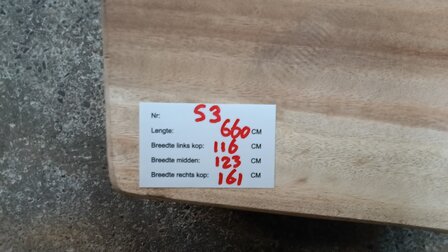 Nr: 53
Lengte: 660 CM
Breedte links kop: 116 CM
Breedte midden: 123 CM
Breedte rechts kop: 161 CM